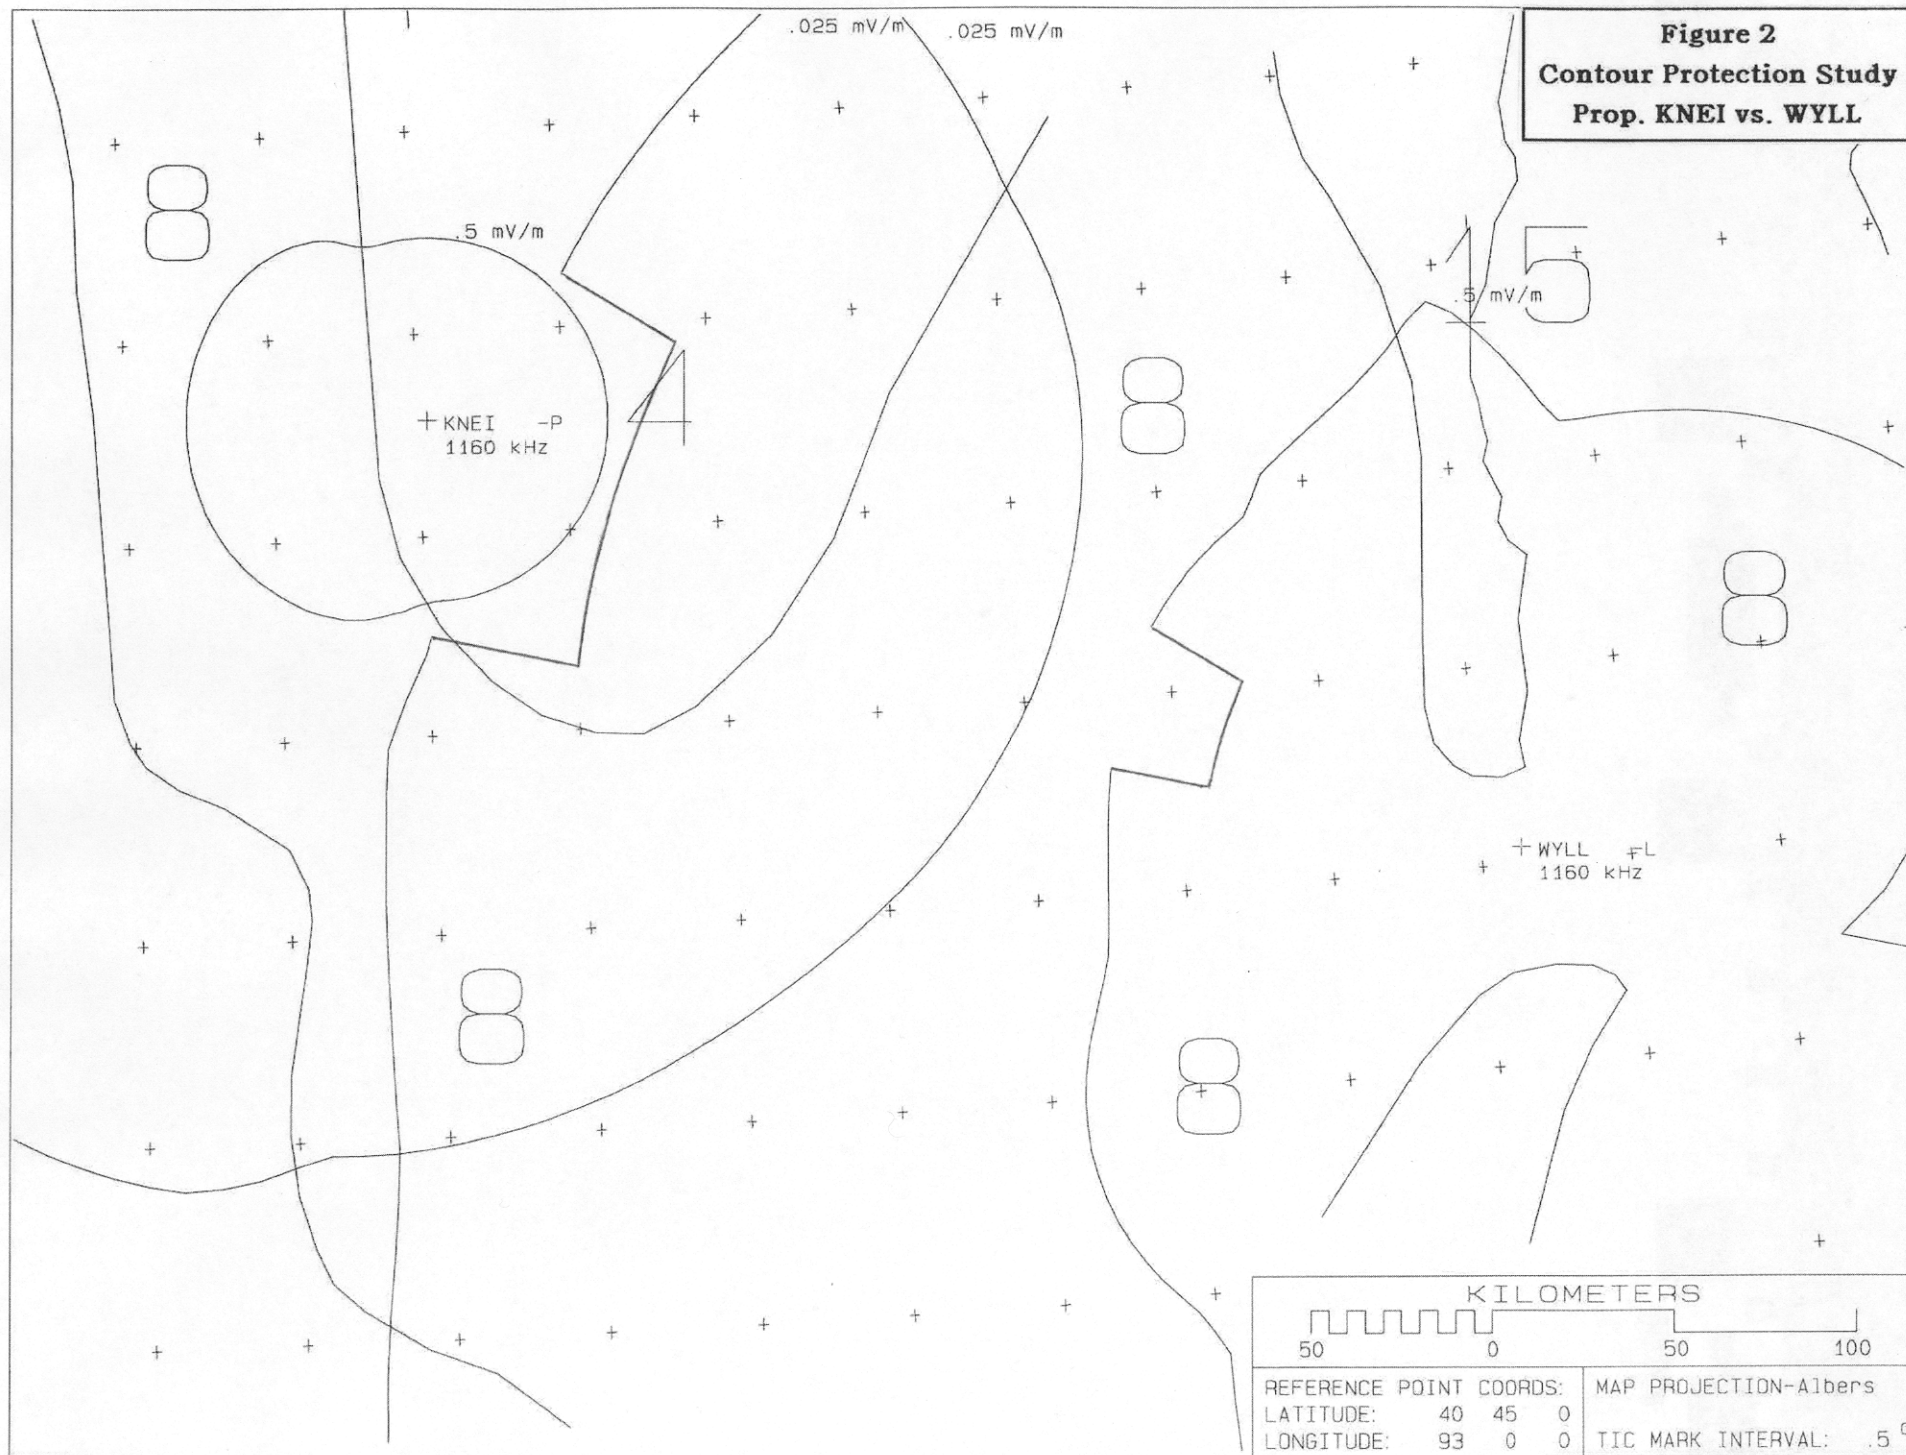 .025 mV/m
.025 mV/m
Figure 2
Contour Protection Study
Prop. KNEI vs. WYLL
8
.5 mV/m
15
.5 mV/m
4
8
KNEI -P
1160 kHz
8
WYLL -L
1160 kHz
8
8
KILOMETERS
50 0 50 100
REFERENCE POINT COORDS:
LATITUDE: 40 45 0
LONGITUDE: 93 0 0
MAP PROJECTION-Albers
TIC MARK INTERVAL: .5 °